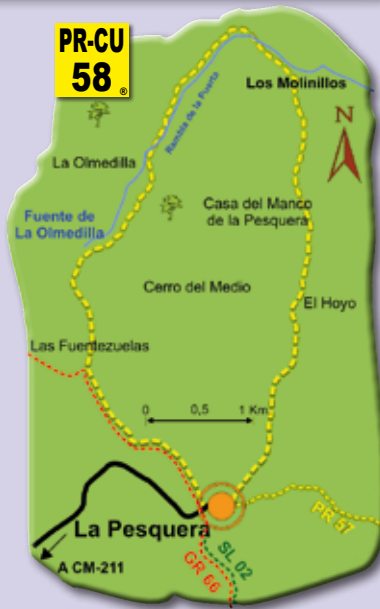 PR-CU
58 ®
Los Molinillos
Rambla de la Puerta
N
La Olmedilla
Casa del Manco
de la Pesquera
Fuente de
La Olmedilla
Cerro del Medio
El Hoyo
Las Fuentezuelas
0 0,5 1 Km
La Pesquera
PR 57
SL 02
GR 66
A CM-211